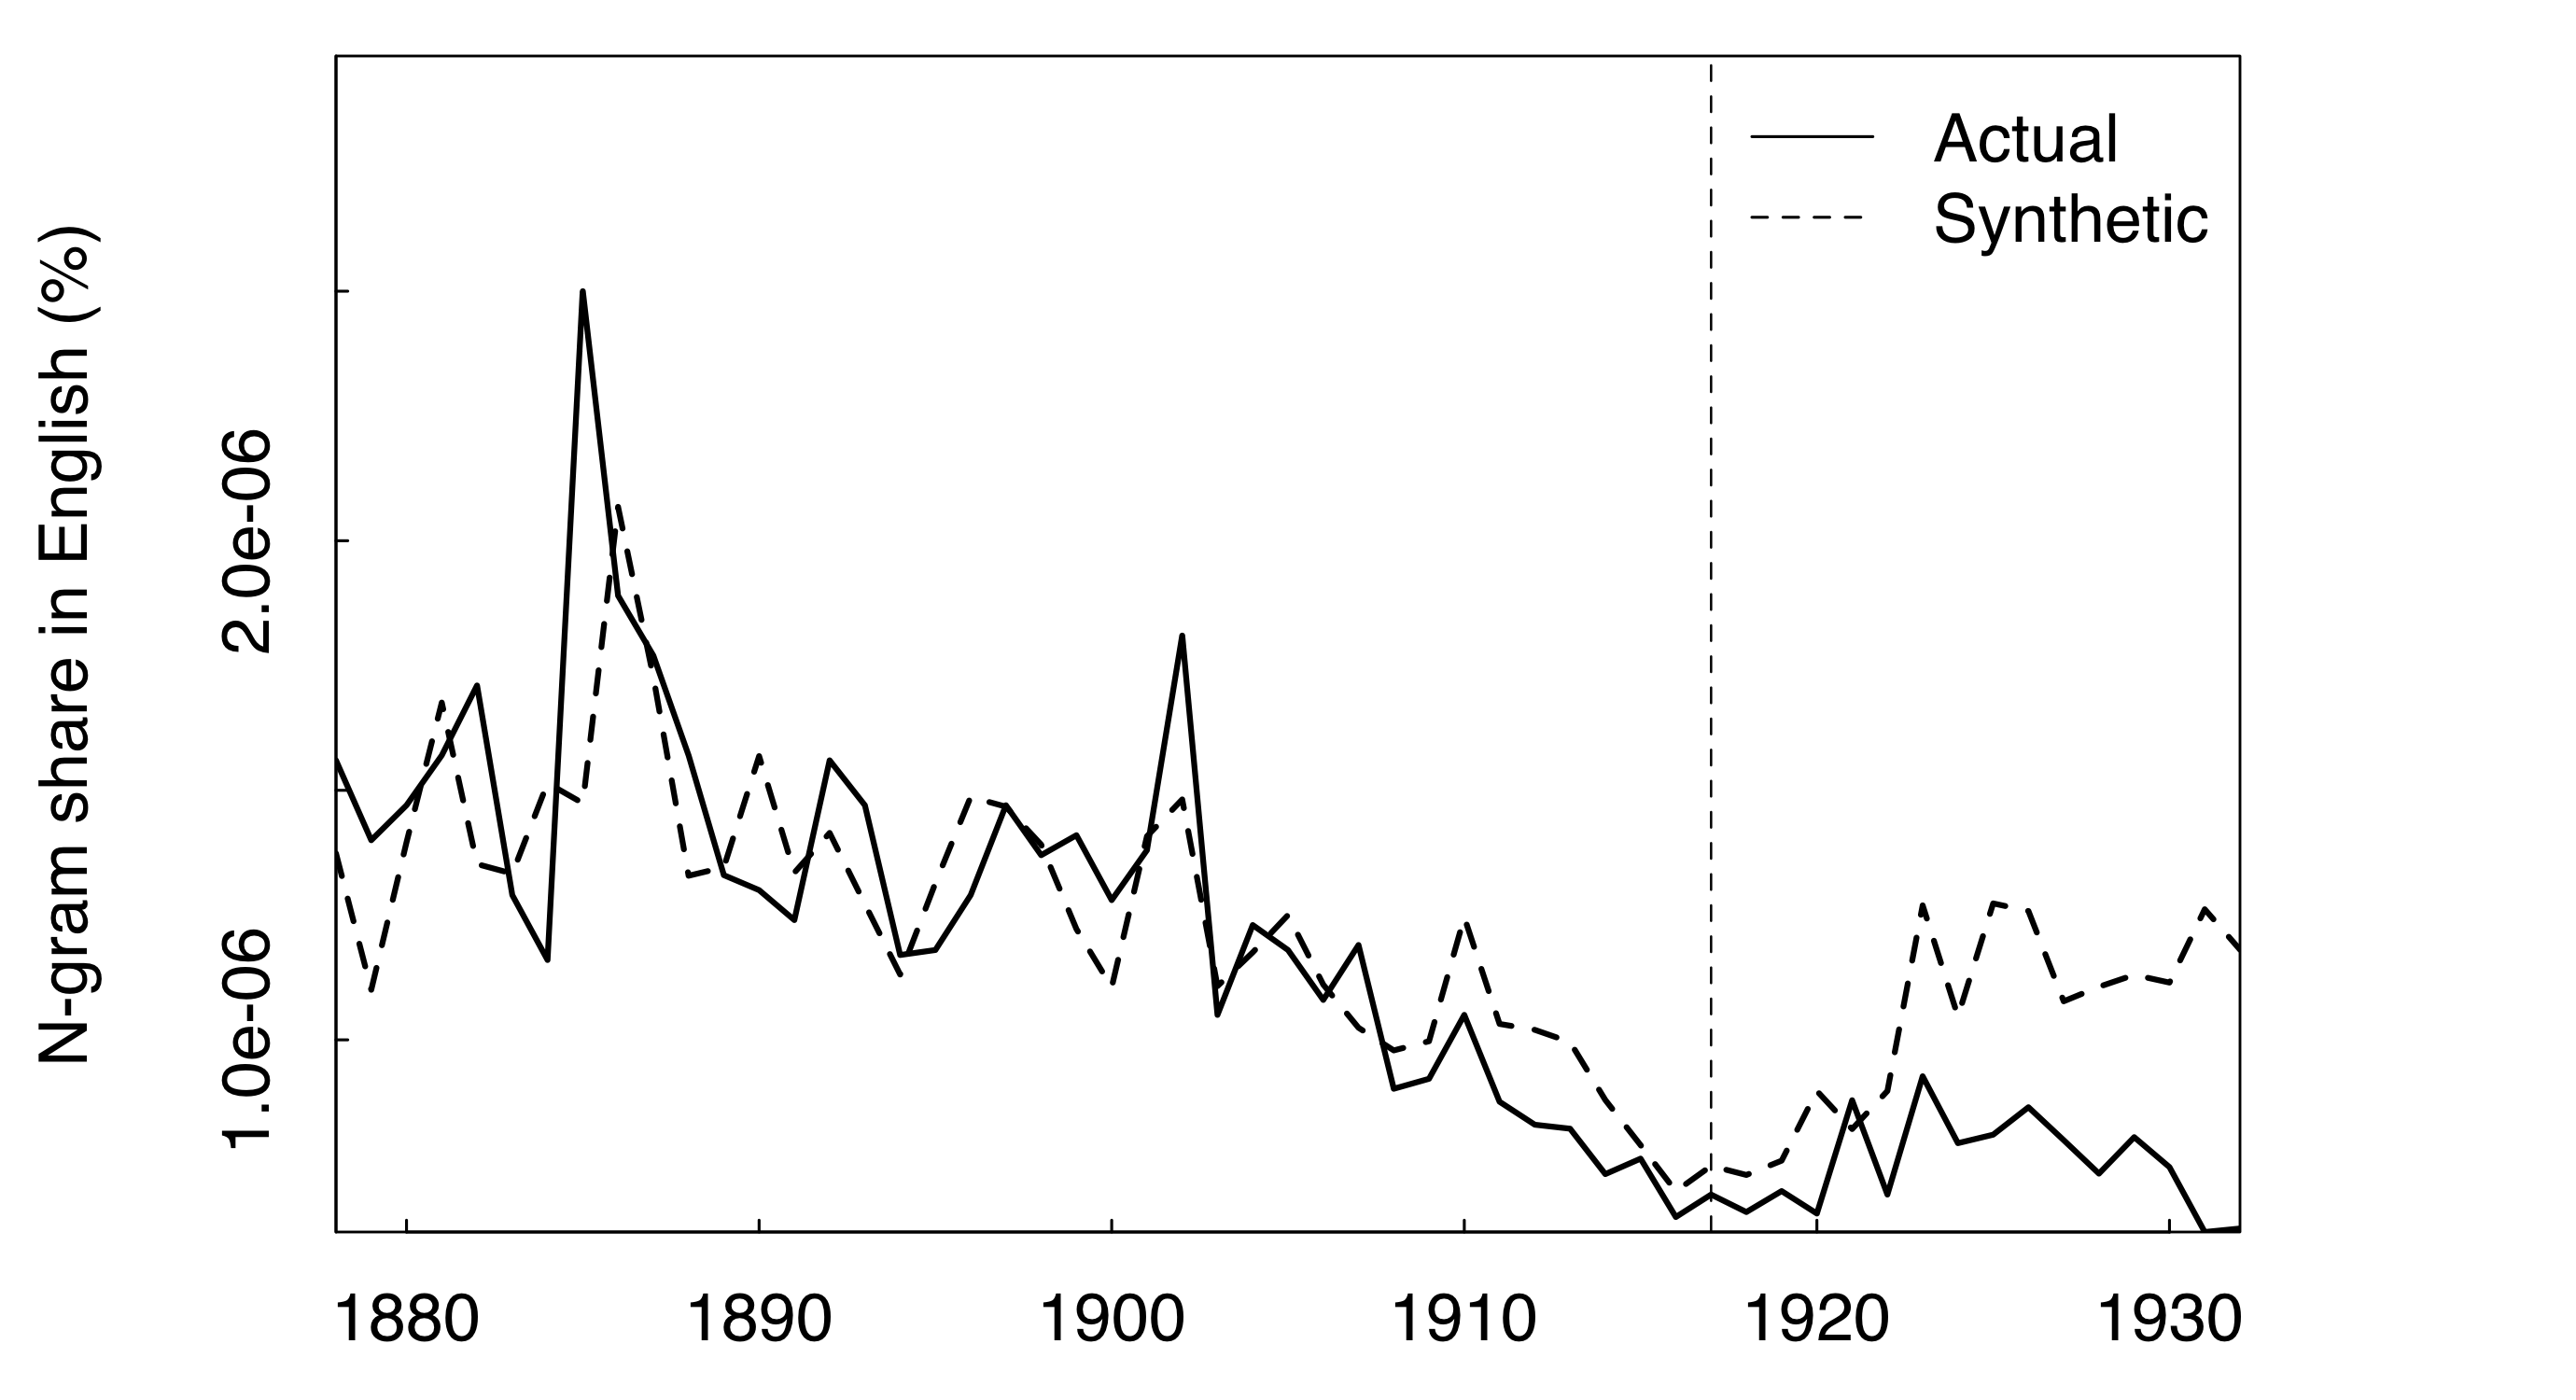 N-gram share in English (%)
2.0e-06
1.0e-06
Actual
Synthetic
1880 1890 1900 1910 1920 1930